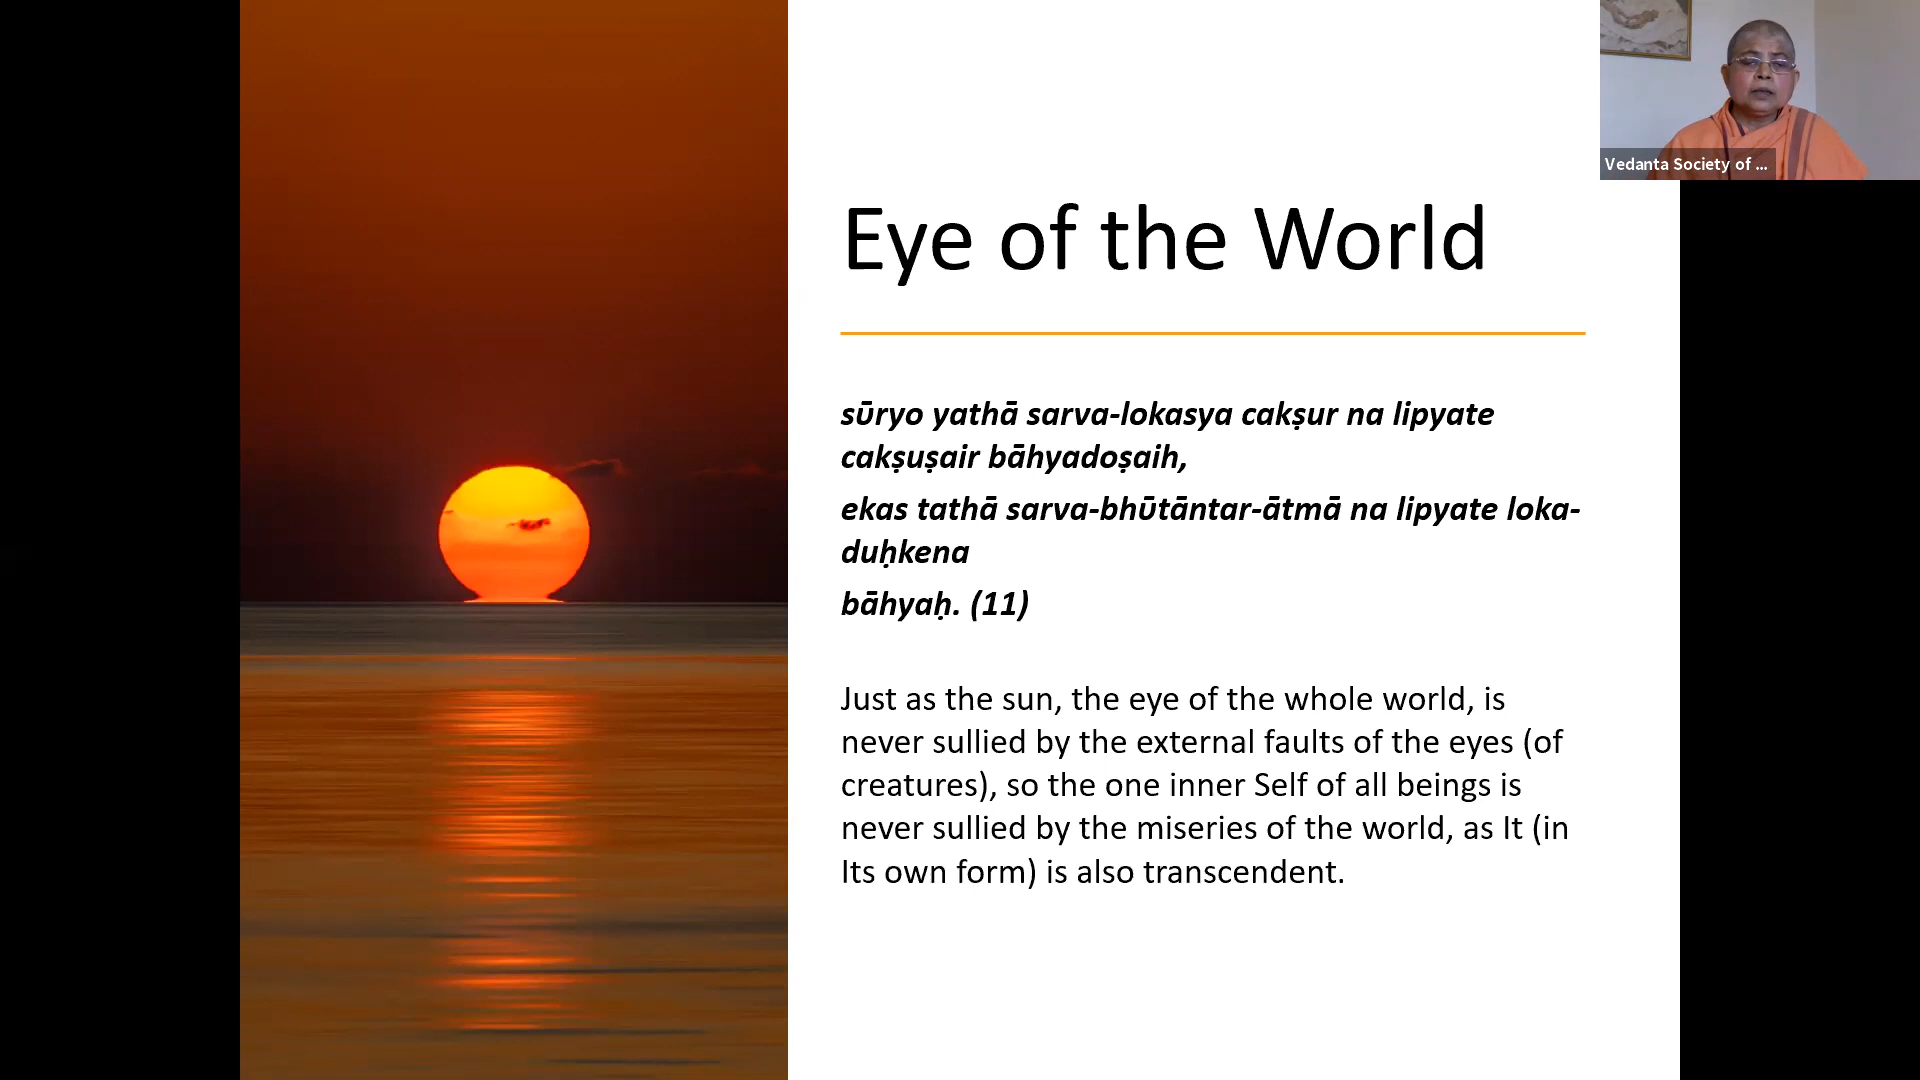 Vedanta Society of ...
Eye of the World
sūryo yathā sarva-lokasya cakṣur na lipyate
cakṣuṣair bāhyadoṣaih,
ekas tathā sarva-bhūtāntar-ātmā na lipyate loka-
duḥkena
bāhyaḥ. (11)
Just as the sun, the eye of the whole world, is
never sullied by the external faults of the eyes (of
creatures), so the one inner Self of all beings is
never sullied by the miseries of the world, as It (in
Its own form) is also transcendent.